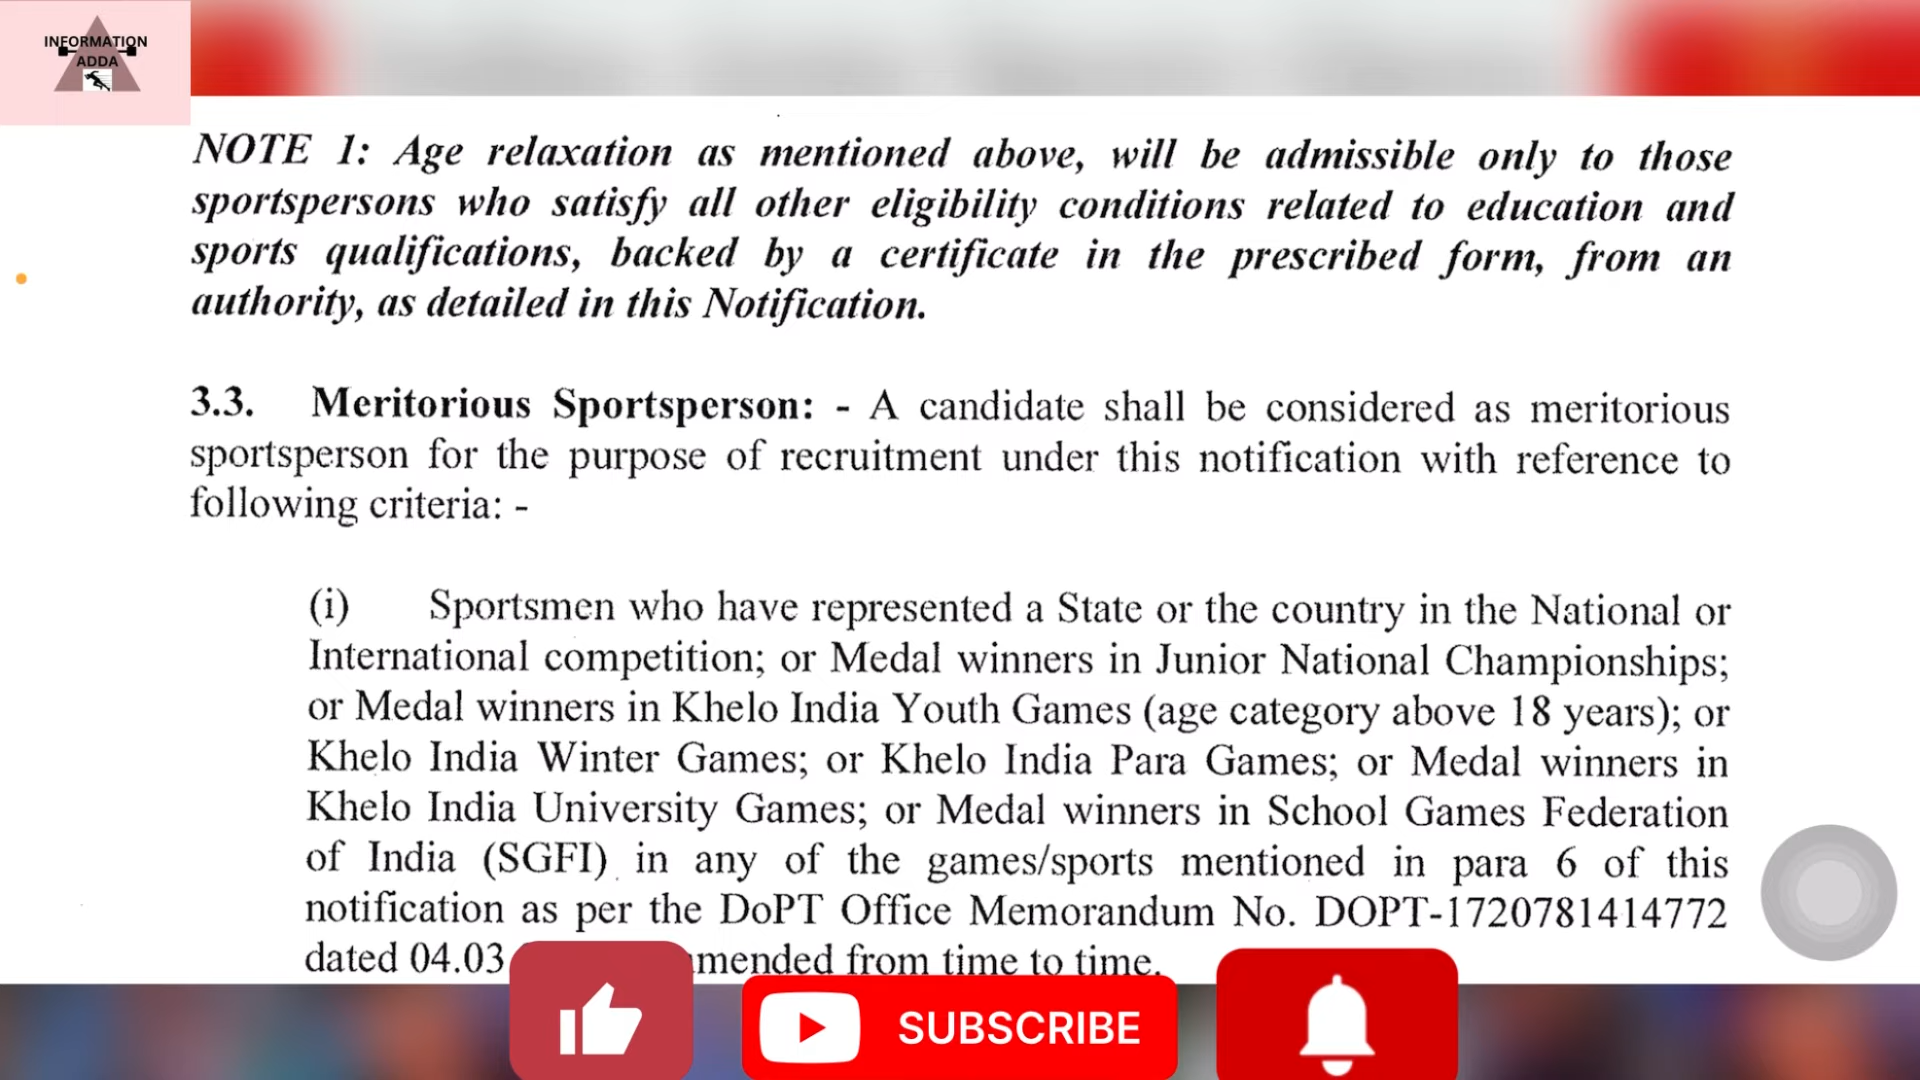 INFORMATION
ADDA
NOTE 1: Age relaxation as mentioned above, will be admissible only to those
sportspersons who satisfy all other eligibility conditions related to education and
sports qualifications, backed by a certificate in the prescribed form, from an
authority, as detailed in this Notification.
3.3. Meritorious Sportsperson: - A candidate shall be considered as meritorious
sportsperson for the purpose of recruitment under this notification with reference to
following criteria: -
(i) Sportsmen who have represented a State or the country in the National or
International competition; or Medal winners in Junior National Championships;
or Medal winners in Khelo India Youth Games (age category above 18 years); or
Khelo India Winter Games; or Khelo India Para Games; or Medal winners in
Khelo India University Games; or Medal winners in School Games Federation
of India (SGFI) in any of the games/sports mentioned in para 6 of this
notification as per the DoPT Office Memorandum No. DOPT-1720781414772
dated 04.03 mended from time to time.
SUBSCRIBE